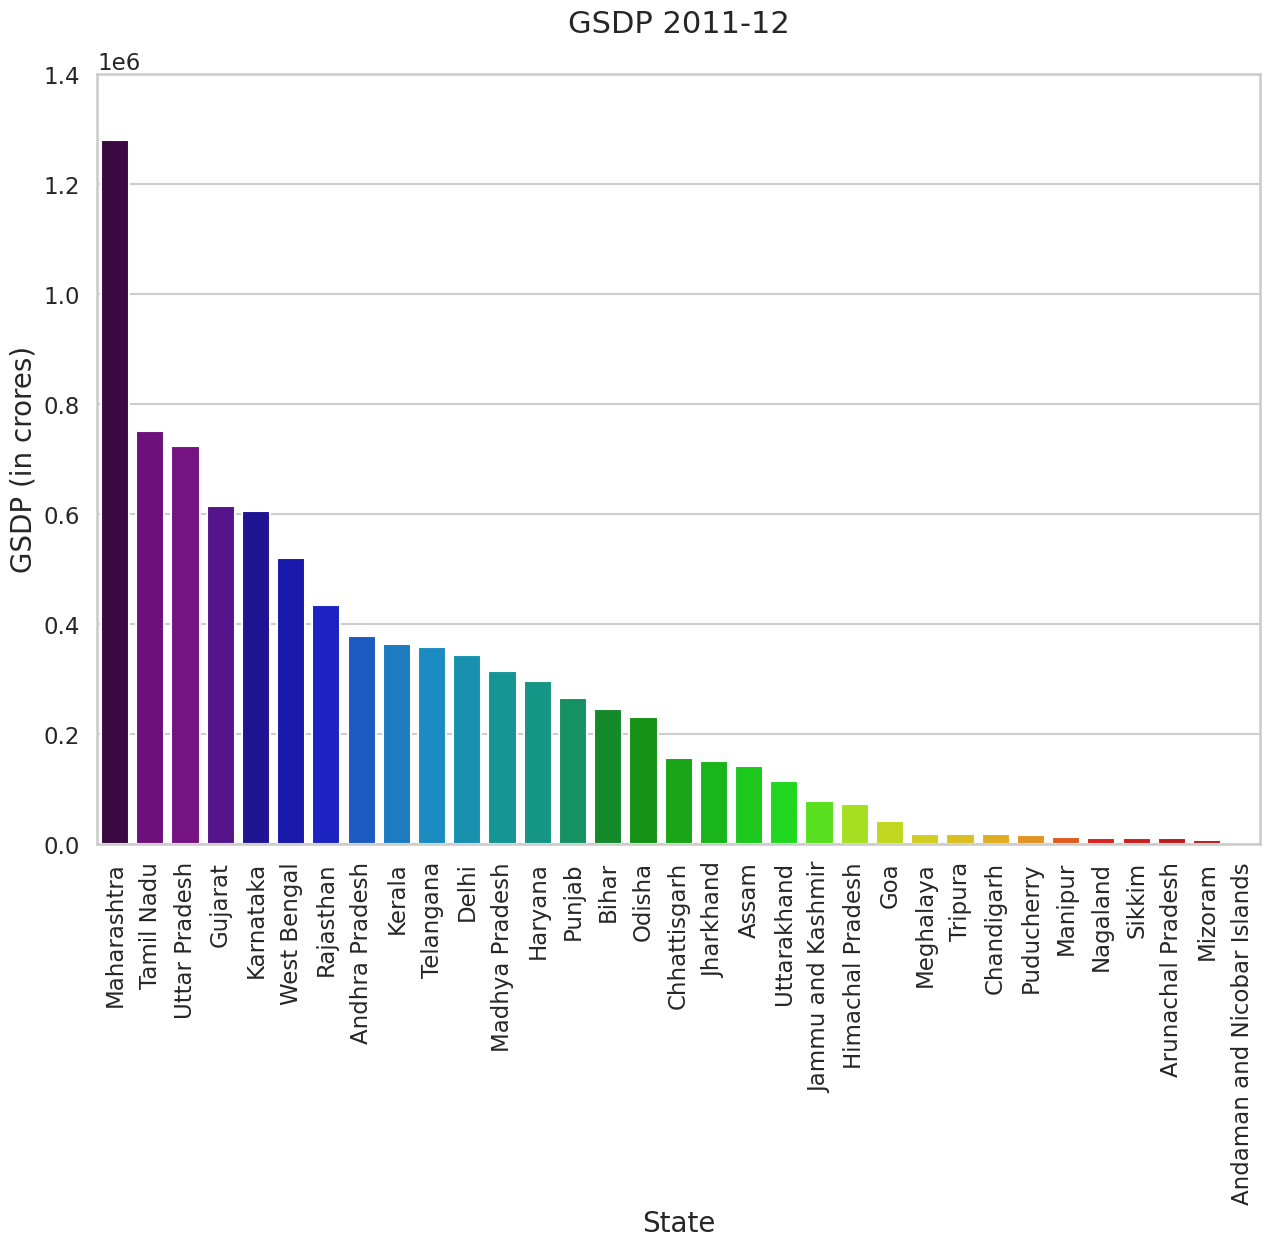 GSDP 2011-12
1e6
1.4
1.2
1.0
0.8
0.6
0.4
0.2
0.0
GSDP (in crores)
Maharashtra
Tamil Nadu
Uttar Pradesh
Gujarat
Karnataka
West Bengal
Rajasthan
Andhra Pradesh
Kerala
Telangana
Delhi
Madhya Pradesh
Haryana
Punjab
Bihar
Odisha
Chhattisgarh
Jharkhand
Assam
Uttarakhand
Jammu and Kashmir
Himachal Pradesh
Goa
Meghalaya
Tripura
Chandigarh
Puducherry
Manipur
Nagaland
Sikkim
Arunachal Pradesh
Mizoram
Andaman and Nicobar Islands
State